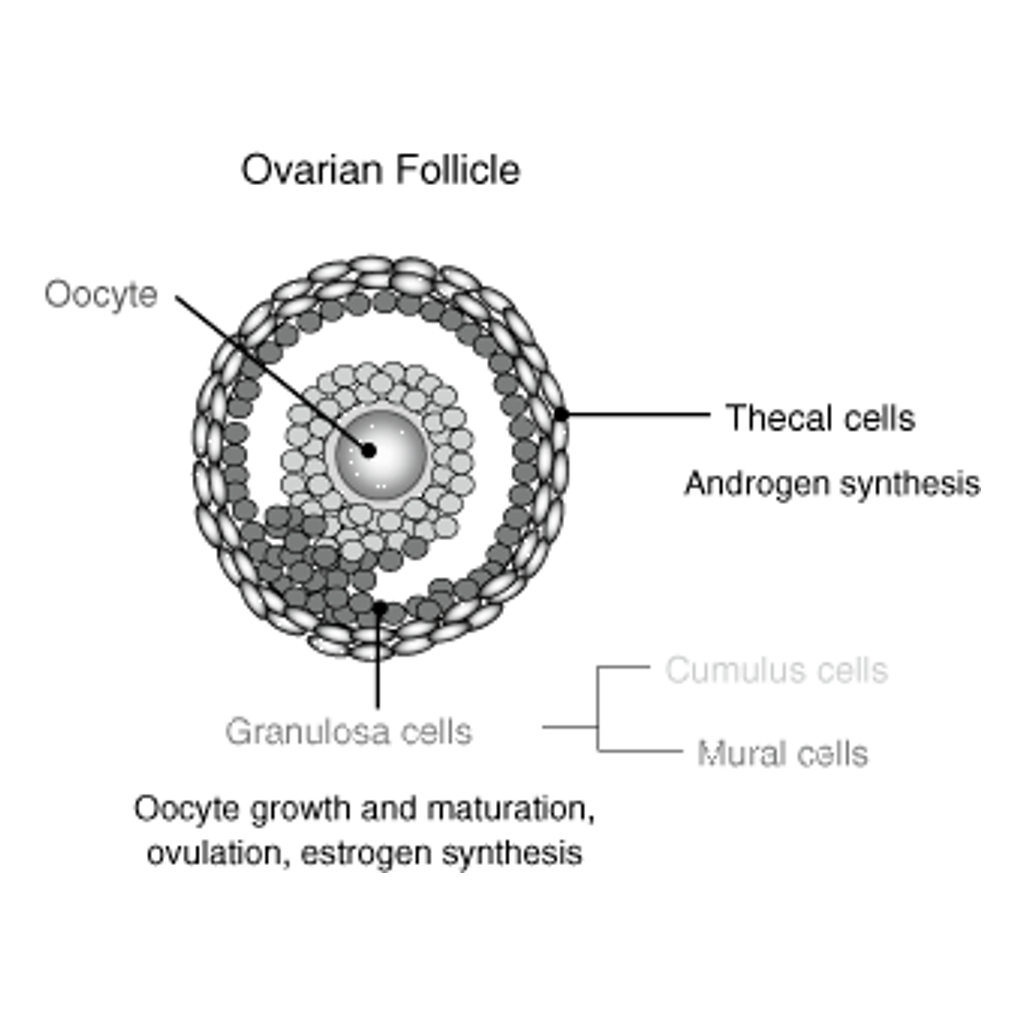 Ovarian Follicle
Oocyte
Thecal cells
Androgen synthesis
Cumulus cells
Granulosa cells
Mural cells
Oocyte growth and maturation,
ovulation, estrogen synthesis